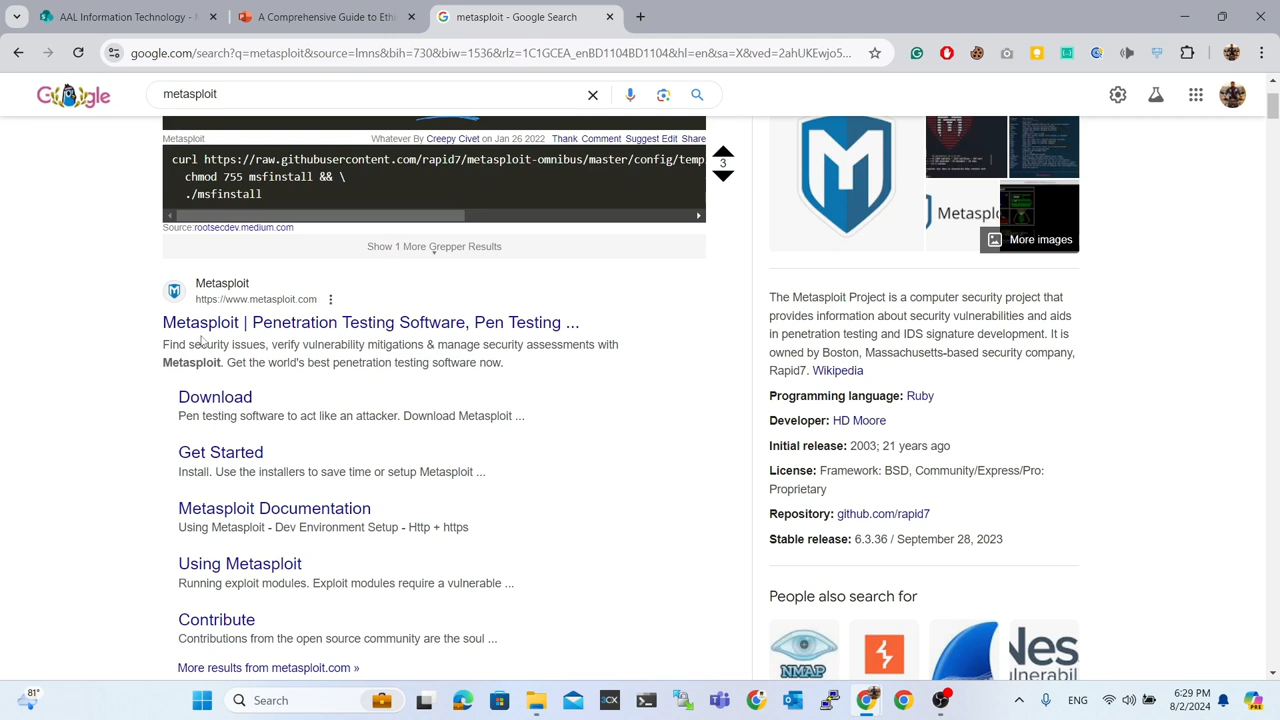 AAL Information Technology
metasploit - Google Search
google.com/search?q=metasploit&source=lmns&bih=730&biw=1536&rlz=1C1GCEA_enBD1104BD1104&hl=en&sa=X&ved=2ahUKEwjo5...
Google
metasploit
Metasploit
Whatever By Creepy Civet on Jan 26 2022 Thank Comment Suggest Edit Share
curl https://raw.githubusercontent.com/rapid7/metasploit-omnibus/master/config/temp
chmod 755 msfinstall && \
./msfinstall
3
Source:rootsecdev.medium.com
Show 1 More Grepper Results
Metasploit
https://www.metasploit.com
Metasploit | Penetration Testing Software, Pen Testing ...
Find security issues, verify vulnerability mitigations & manage security assessments with
Metasploit. Get the world's best penetration testing software now.
Download
Pen testing software to act like an attacker. Download Metasploit ...
Get Started
Install. Use the installers to save time or setup Metasploit ...
Metasploit Documentation
Using Metasploit - Dev Environment Setup - Http + https
Using Metasploit
Running exploit modules. Exploit modules require a vulnerable ...
Contribute
Contributions from the open source community are the soul ...
More results from metasploit.com »
Metasplo
More images
The Metasploit Project is a computer security project that
provides information about security vulnerabilities and aids
in penetration testing and IDS signature development. It is
owned by Boston, Massachusetts-based security company,
Rapid7. Wikipedia
Programming language: Ruby
Developer: HD Moore
Initial release: 2003; 21 years ago
License: Framework: BSD, Community/Express/Pro:
Proprietary
Repository: github.com/rapid7
Stable release: 6.3.36 / September 28, 2023
People also search for
NMAP
Nes
ulnerabili
81°
Search
ENG
6:29 PM
8/2/2024